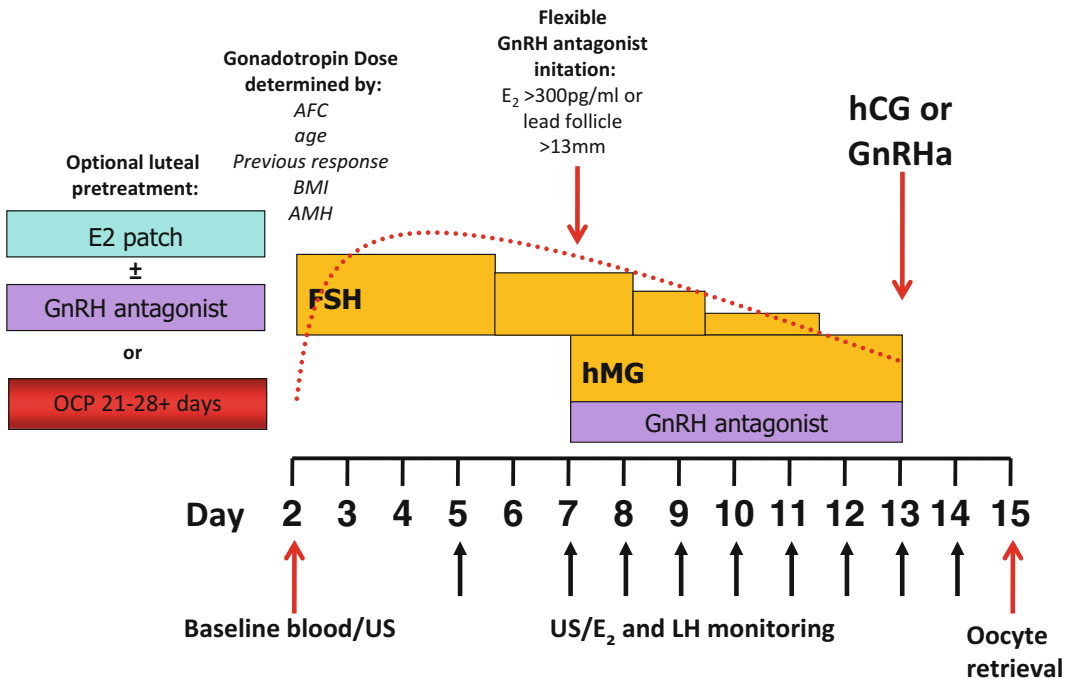 Optional luteal
pretreatment:
E2 patch
±
GnRH antagonist
or
OCP 21-28+ days
Gonadotropin Dose
determined by:
AFC
age
Previous response
BMI
AMH
Flexible
GnRH antagonist
initation:
E₂ >300pg/ml or
lead follicle
>13mm
hCG or
GnRHa
FSH
hMG
GnRH antagonist
Day 2 3 4 5 6 7 8 9 10 11 12 13 14 15
Baseline blood/US
US/E₂ and LH monitoring
Oocyte
retrieval